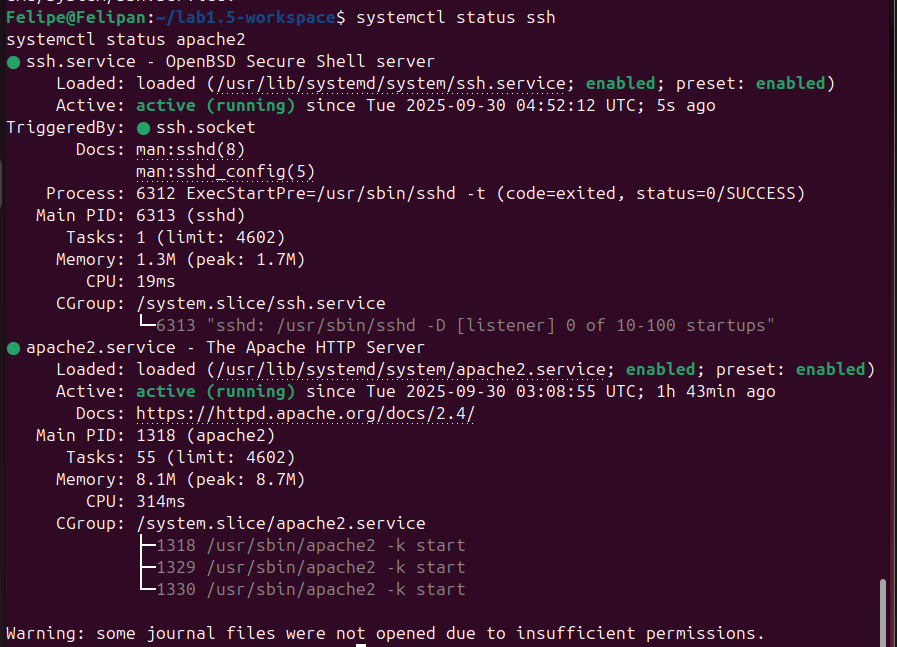 Felipe@Felipan:~/lab1.5-workspace$ systemctl status ssh
systemctl status apache2
● ssh.service - OpenBSD Secure Shell server
     Loaded: loaded (/usr/lib/systemd/system/ssh.service; enabled; preset: enabled)
     Active: active (running) since Tue 2025-09-30 04:52:12 UTC; 5s ago
TriggeredBy: ● ssh.socket
       Docs: man:sshd(8)
             man:sshd_config(5)
    Process: 6312 ExecStartPre=/usr/sbin/sshd -t (code=exited, status=0/SUCCESS)
   Main PID: 6313 (sshd)
      Tasks: 1 (limit: 4602)
     Memory: 1.3M (peak: 1.7M)
        CPU: 19ms
     CGroup: /system.slice/ssh.service
             └─6313 "sshd: /usr/sbin/sshd -D [listener] 0 of 10-100 startups"
● apache2.service - The Apache HTTP Server
     Loaded: loaded (/usr/lib/systemd/system/apache2.service; enabled; preset: enabled)
     Active: active (running) since Tue 2025-09-30 03:08:55 UTC; 1h 43min ago
       Docs: https://httpd.apache.org/docs/2.4/
   Main PID: 1318 (apache2)
      Tasks: 55 (limit: 4602)
     Memory: 8.1M (peak: 8.7M)
        CPU: 314ms
     CGroup: /system.slice/apache2.service
             ├─1318 /usr/sbin/apache2 -k start
             ├─1329 /usr/sbin/apache2 -k start
             └─1330 /usr/sbin/apache2 -k start
Warning: some journal files were not opened due to insufficient permissions.